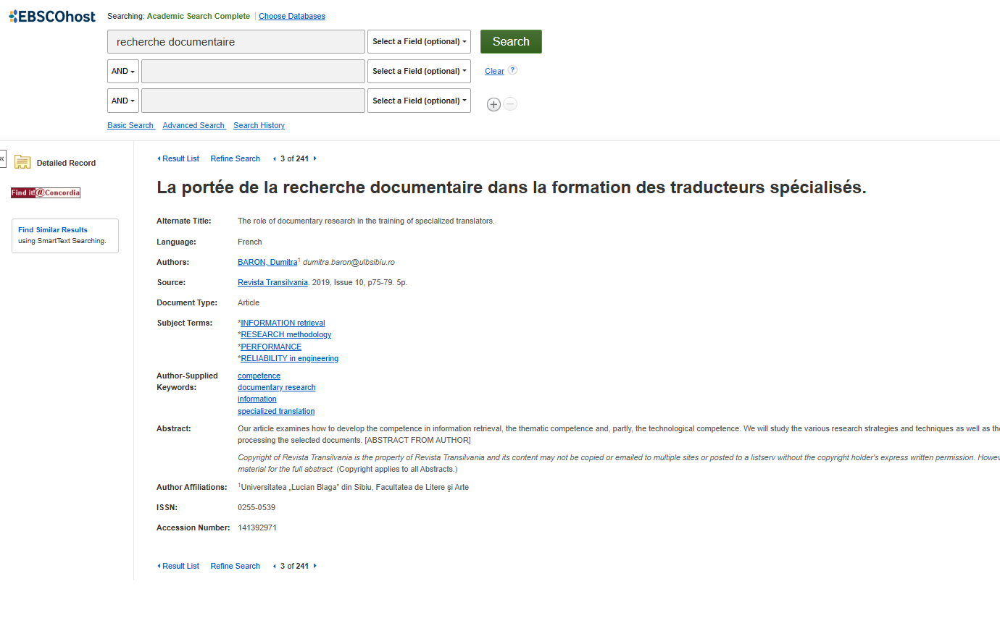 EBSCOhost Searching: Academic Search Complete Choose Databases
recherche documentaire Select a Field (optional) Search
AND Select a Field (optional) Clear ?
AND Select a Field (optional)
Basic Search Advanced Search Search History
«
Detailed Record
Find it!@Concordia
Find Similar Results
using SmartText Searching.
Result List Refine Search 3 of 241
La portée de la recherche documentaire dans la formation des traducteurs spécialisés.
Alternate Title: The role of documentary research in the training of specialized translators.
Language: French
Authors: BARON, Dumitra1 dumitra.baron@ulbsibiu.ro
Source: Revista Transilvania. 2019, Issue 10, p75-79. 5p.
Document Type: Article
Subject Terms: *INFORMATION retrieval
*RESEARCH methodology
*PERFORMANCE
*RELIABILITY in engineering
Author-Supplied competence
Keywords: documentary research
information
specialized translation
Abstract: Our article examines how to develop the competence in information retrieval, the thematic competence and, partly, the technological competence. We will study the various research strategies and techniques as well as the
processing the selected documents. [ABSTRACT FROM AUTHOR]
Copyright of Revista Transilvania is the property of Revista Transilvania and its content may not be copied or emailed to multiple sites or posted to a listserv without the copyright holder's express written permission. Howev
material for the full abstract. (Copyright applies to all Abstracts.)
Author Affiliations: 1Universitatea „Lucian Blaga” din Sibiu, Facultatea de Litere şi Arte
ISSN: 0255-0539
Accession Number: 141392971
Result List Refine Search 3 of 241